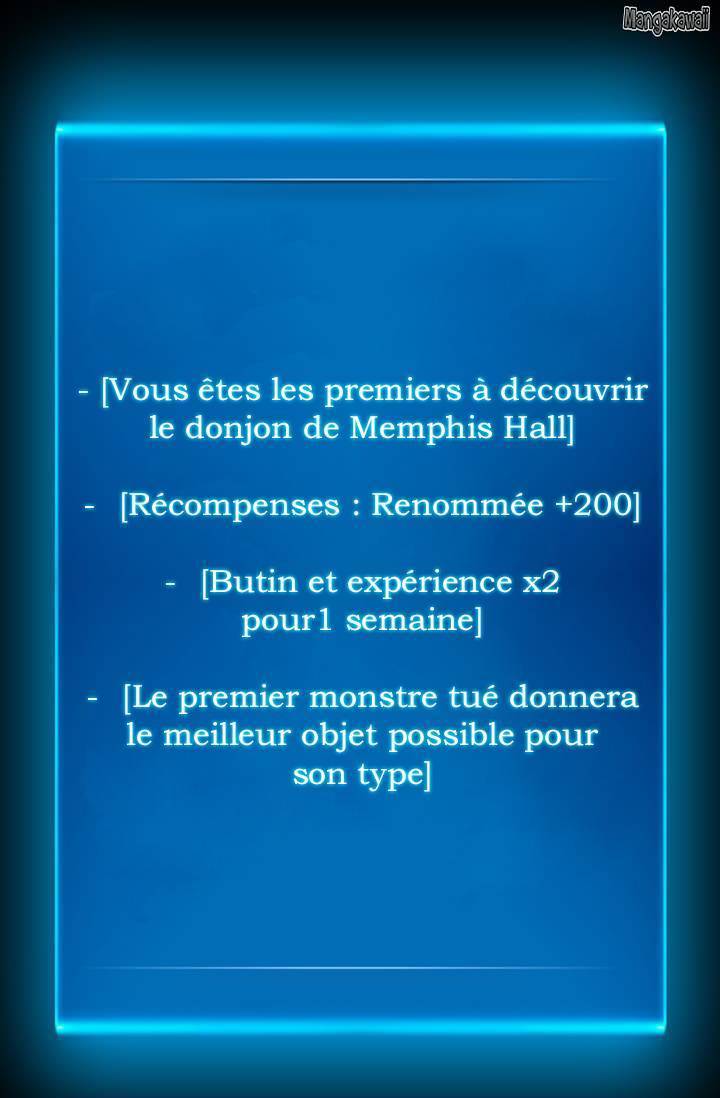 Mangakawaii
- [Vous êtes les premiers à découvrir
le donjon de Memphis Hall]
- [Récompenses : Renommée +200]
- [Butin et expérience x2
pour1 semaine]
- [Le premier monstre tué donnera
le meilleur objet possible pour
son type]